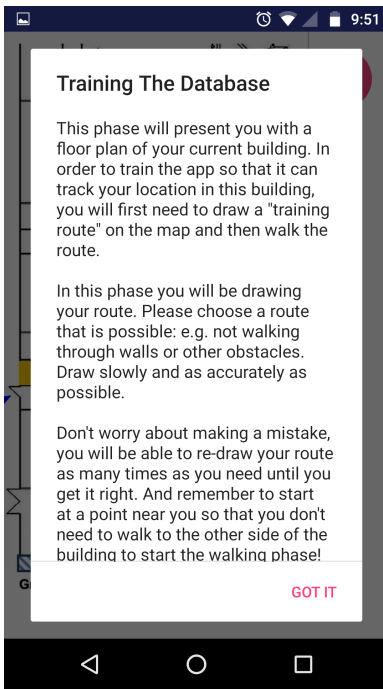 9:51
Training The Database
This phase will present you with a
floor plan of your current building. In
order to train the app so that it can
track your location in this building,
you will first need to draw a "training
route" on the map and then walk the
route.
In this phase you will be drawing
your route. Please choose a route
that is possible: e.g. not walking
through walls or other obstacles.
Draw slowly and as accurately as
possible.
Don't worry about making a mistake,
you will be able to re-draw your route
as many times as you need until you
get it right. And remember to start
at a point near you so that you don't
need to walk to the other side of the
building to start the walking phase!
GOT IT